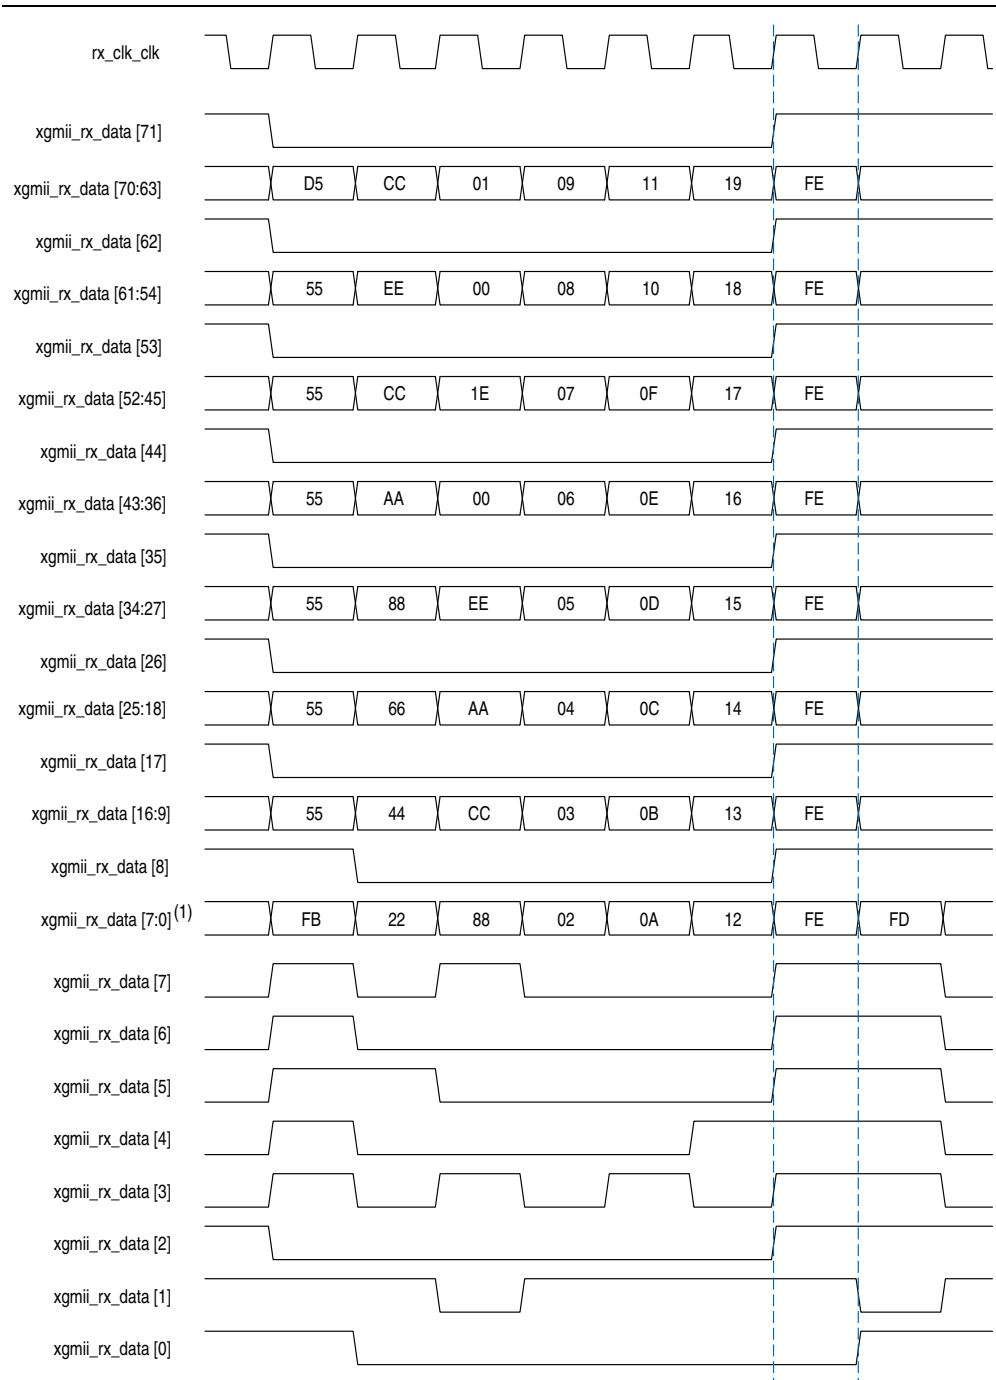 rx_clk_clk
xgmii_rx_data [71]
xgmii_rx_data [70:63] D5 CC 01 09 11 19 FE
xgmii_rx_data [62]
xgmii_rx_data [61:54] 55 EE 00 08 10 18 FE
xgmii_rx_data [53]
xgmii_rx_data [52:45] 55 CC 1E 07 0F 17 FE
xgmii_rx_data [44]
xgmii_rx_data [43:36] 55 AA 00 06 0E 16 FE
xgmii_rx_data [35]
xgmii_rx_data [34:27] 55 88 EE 05 0D 15 FE
xgmii_rx_data [26]
xgmii_rx_data [25:18] 55 66 AA 04 0C 14 FE
xgmii_rx_data [17]
xgmii_rx_data [16:9] 55 44 CC 03 0B 13 FE
xgmii_rx_data [8]
xgmii_rx_data [7:0] (1) FB 22 88 02 0A 12 FE FD
xgmii_rx_data [7]
xgmii_rx_data [6]
xgmii_rx_data [5]
xgmii_rx_data [4]
xgmii_rx_data [3]
xgmii_rx_data [2]
xgmii_rx_data [1]
xgmii_rx_data [0]